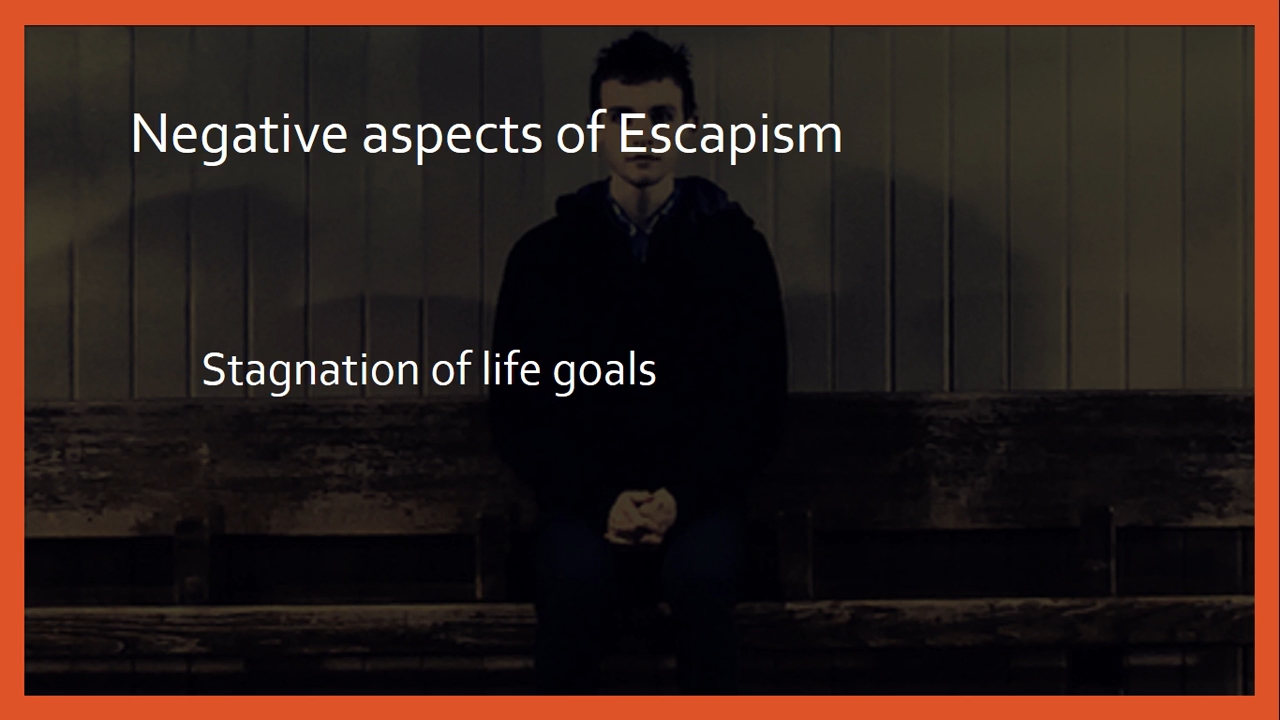 Negative aspects of Escapism
Stagnation of life goals